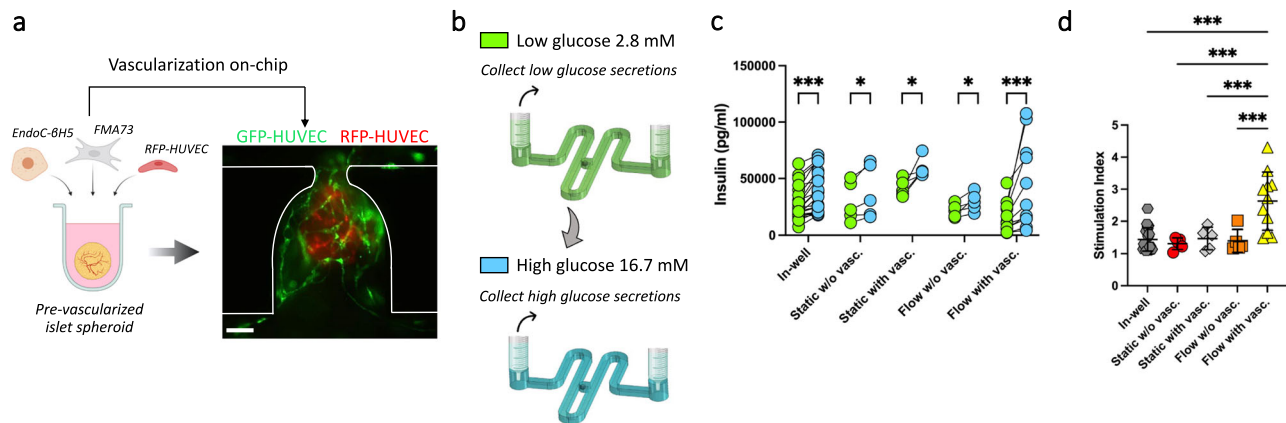 a
Vascularization on-chip
EndoC-βH5
FMA73
RFP-HUVEC
GFP-HUVEC RFP-HUVEC
Pre-vascularized
islet spheroid
b
Low glucose 2.8 mM
Collect low glucose secretions
High glucose 16.7 mM
Collect high glucose secretions
c
Insulin (pg/ml)
150000
100000
50000
0
*** * * * ***
In-well
Static w/o vasc.
Static with vasc.
Flow w/o vasc.
Flow with vasc.
d
***
***
***
***
Stimulation Index
5
4
3
2
1
0
In-well
Static w/o vasc.
Static with vasc.
Flow w/o vasc.
Flow with vasc.